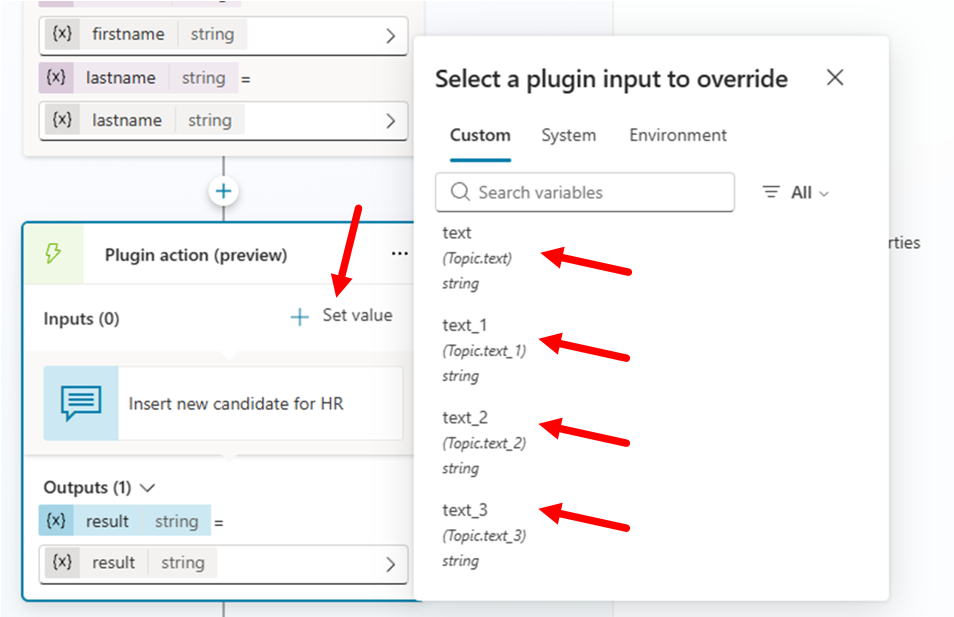 {x} firstname string
{x} lastname string =
{x} lastname string
Plugin action (preview) ...
Inputs (0)
+ Set value
Insert new candidate for HR
Outputs (1)
{x} result string =
{x} result string
Select a plugin input to override
Custom System Environment
Search variables
All
text
(Topic.text)
string
text_1
(Topic.text_1)
string
text_2
(Topic.text_2)
string
text_3
(Topic.text_3)
string
rties